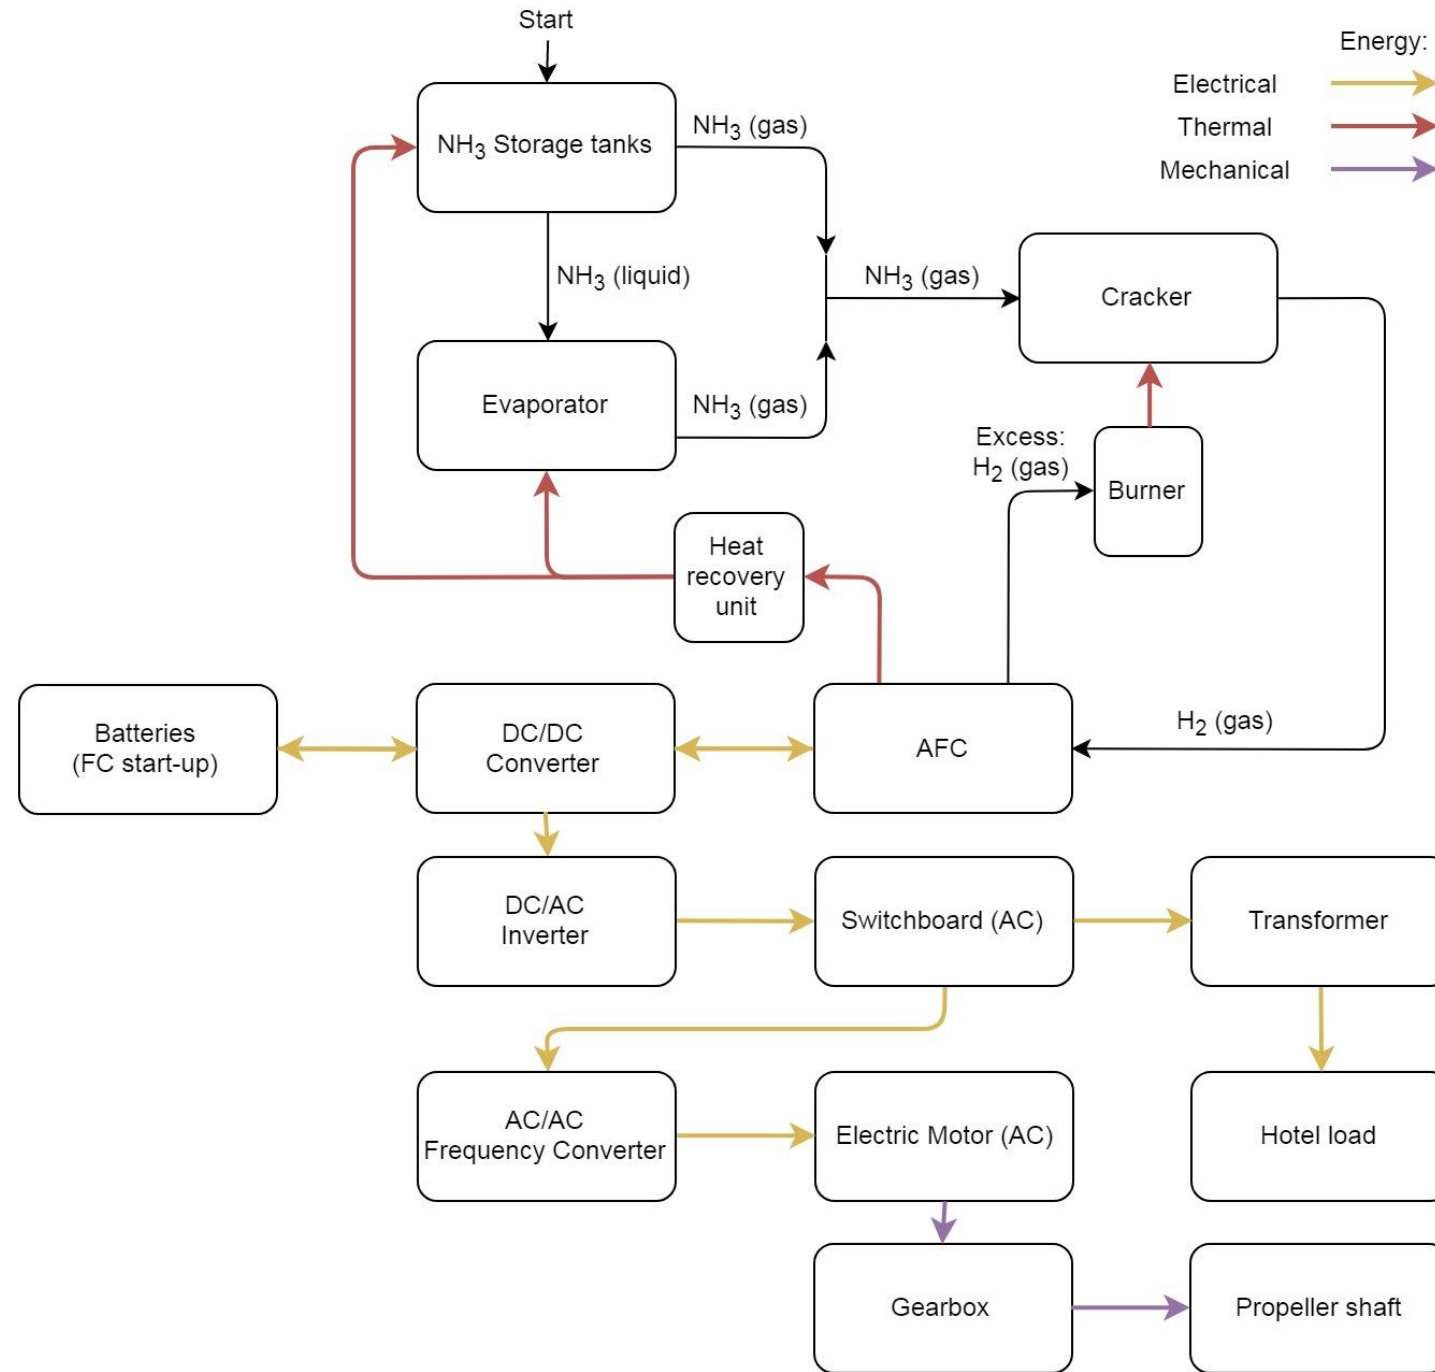 Start
Energy:
Electrical
Thermal
Mechanical
NH₃ Storage tanks
NH₃ (gas)
NH₃ (liquid)
NH₃ (gas)
Cracker
Evaporator
NH₃ (gas)
Excess:
H₂ (gas)
Burner
Heat
recovery
unit
Batteries
(FC start-up)
DC/DC
Converter
AFC
H₂ (gas)
DC/AC
Inverter
Switchboard (AC)
Transformer
AC/AC
Frequency Converter
Electric Motor (AC)
Hotel load
Gearbox
Propeller shaft